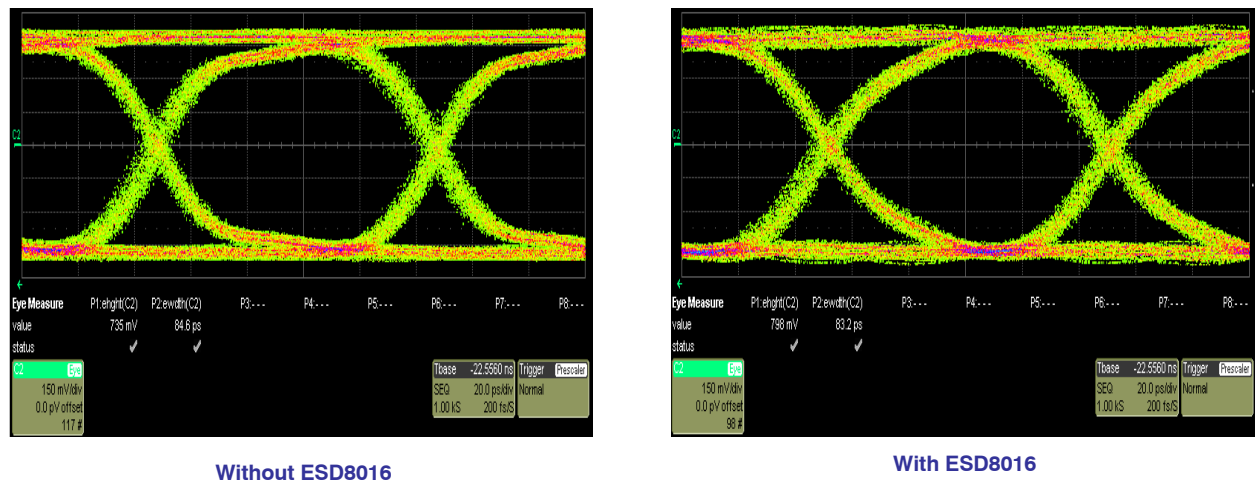 C2
Eye Measure P1:ehght(C2) P2:ewdth(C2) P3:- - - P4:- - - P5:- - - P6:- - - P7:- - - P8:- - -
value 735 mV 84.6 ps
status ✓ ✓
C2 Eye
150 mV/div
0.0 pV offset
117 #
Tbase -22.5560 ns
SEQ 20.0 ps/div
1.00 kS 200 fs/S
Trigger Prescaler
Normal
Without ESD8016
C2
Eye Measure P1:ehght(C2) P2:ewdth(C2) P3:- - - P4:- - - P5:- - - P6:- - - P7:- - - P8:- - -
value 798 mV 83.2 ps
status ✓ ✓
C2 Eye
150 mV/div
0.0 pV offset
98 #
Tbase -22.5560 ns
SEQ 20.0 ps/div
1.00 kS 200 fs/S
Trigger Prescaler
Normal
With ESD8016